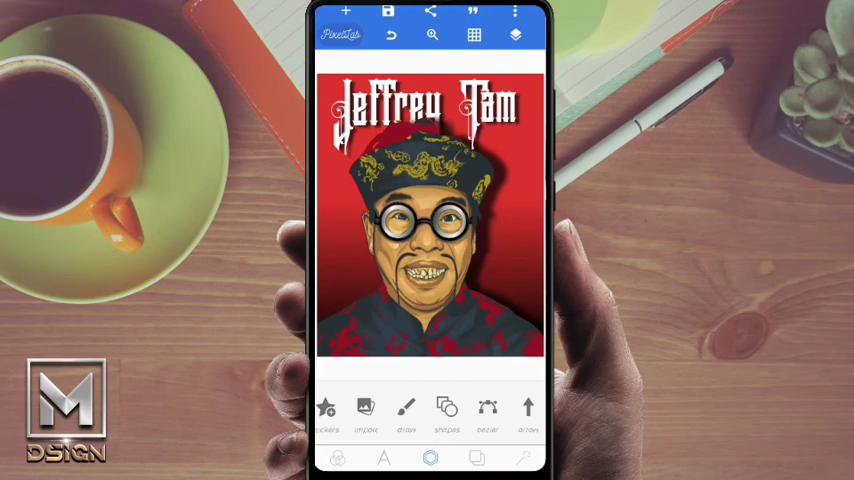 PixelLab
Jeffrey Tam
stickers
import
draw
shapes
bezier
arrow
M
DSIGN